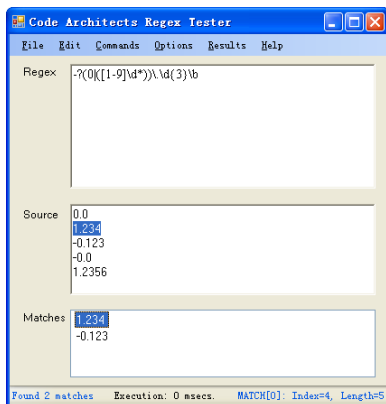 Code Architects Regex Tester
File Edit Commands Options Results Help
Regex
-?(0|([1-9]\d*))\.\d{3}\b
Source
0.0
1.234
-0.123
-0.0
1.2356
Matches
1.234
-0.123
Found 2 matches Execution: 0 msecs. MATCH[0]: Index=4, Length=5